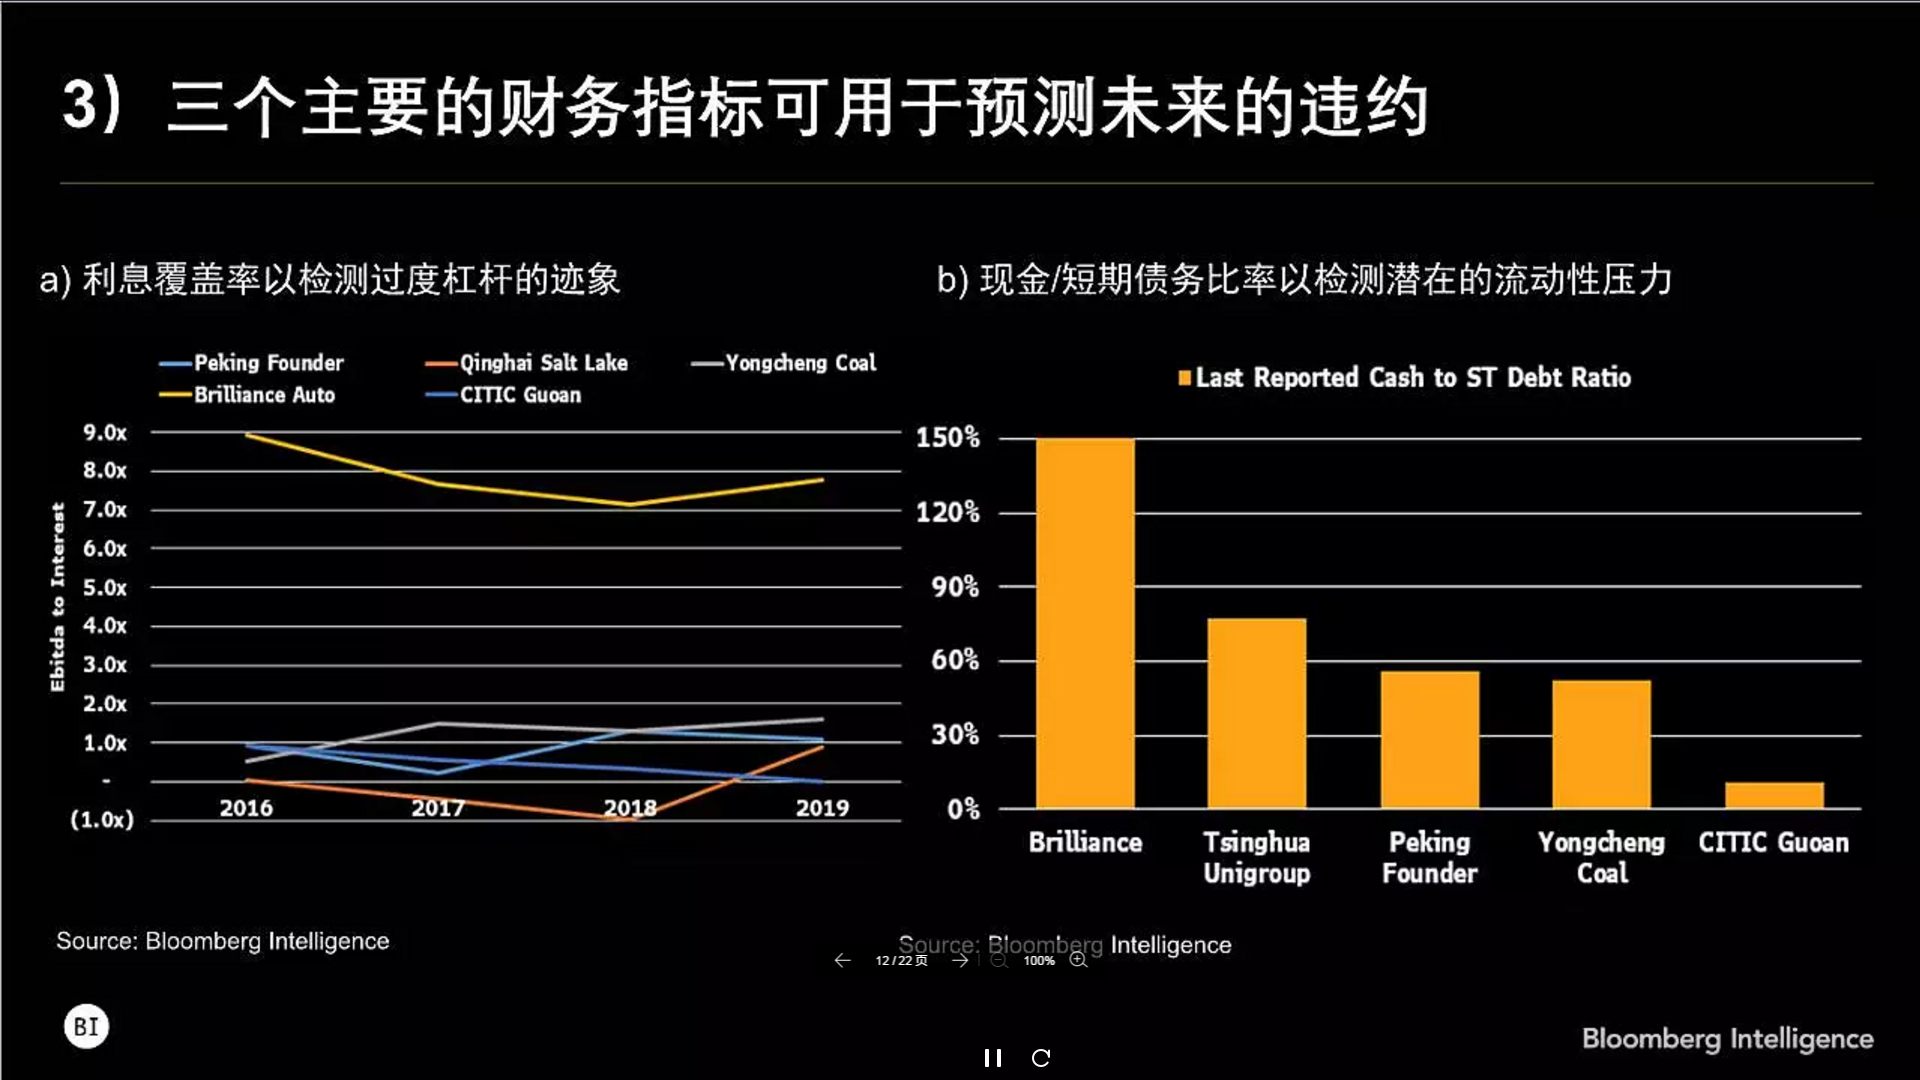 3）三个主要的财务指标可用于预测未来的违约
a) 利息覆盖率以检测过度杠杆的迹象
Peking Founder Qinghai Salt Lake Yongcheng Coal
Brilliance Auto CITIC Guoan
Ebitda to Interest
9.0x
8.0x
7.0x
6.0x
5.0x
4.0x
3.0x
2.0x
1.0x
-
(1.0x)
2016 2017 2018 2019
Source: Bloomberg Intelligence
b) 现金/短期债务比率以检测潜在的流动性压力
Last Reported Cash to ST Debt Ratio
150%
120%
90%
60%
30%
0%
Brilliance
Tsinghua
Unigroup
Peking
Founder
Yongcheng
Coal
CITIC Guoan
Source: Bloomberg Intelligence
12/22页
100%
BI
Bloomberg Intelligence